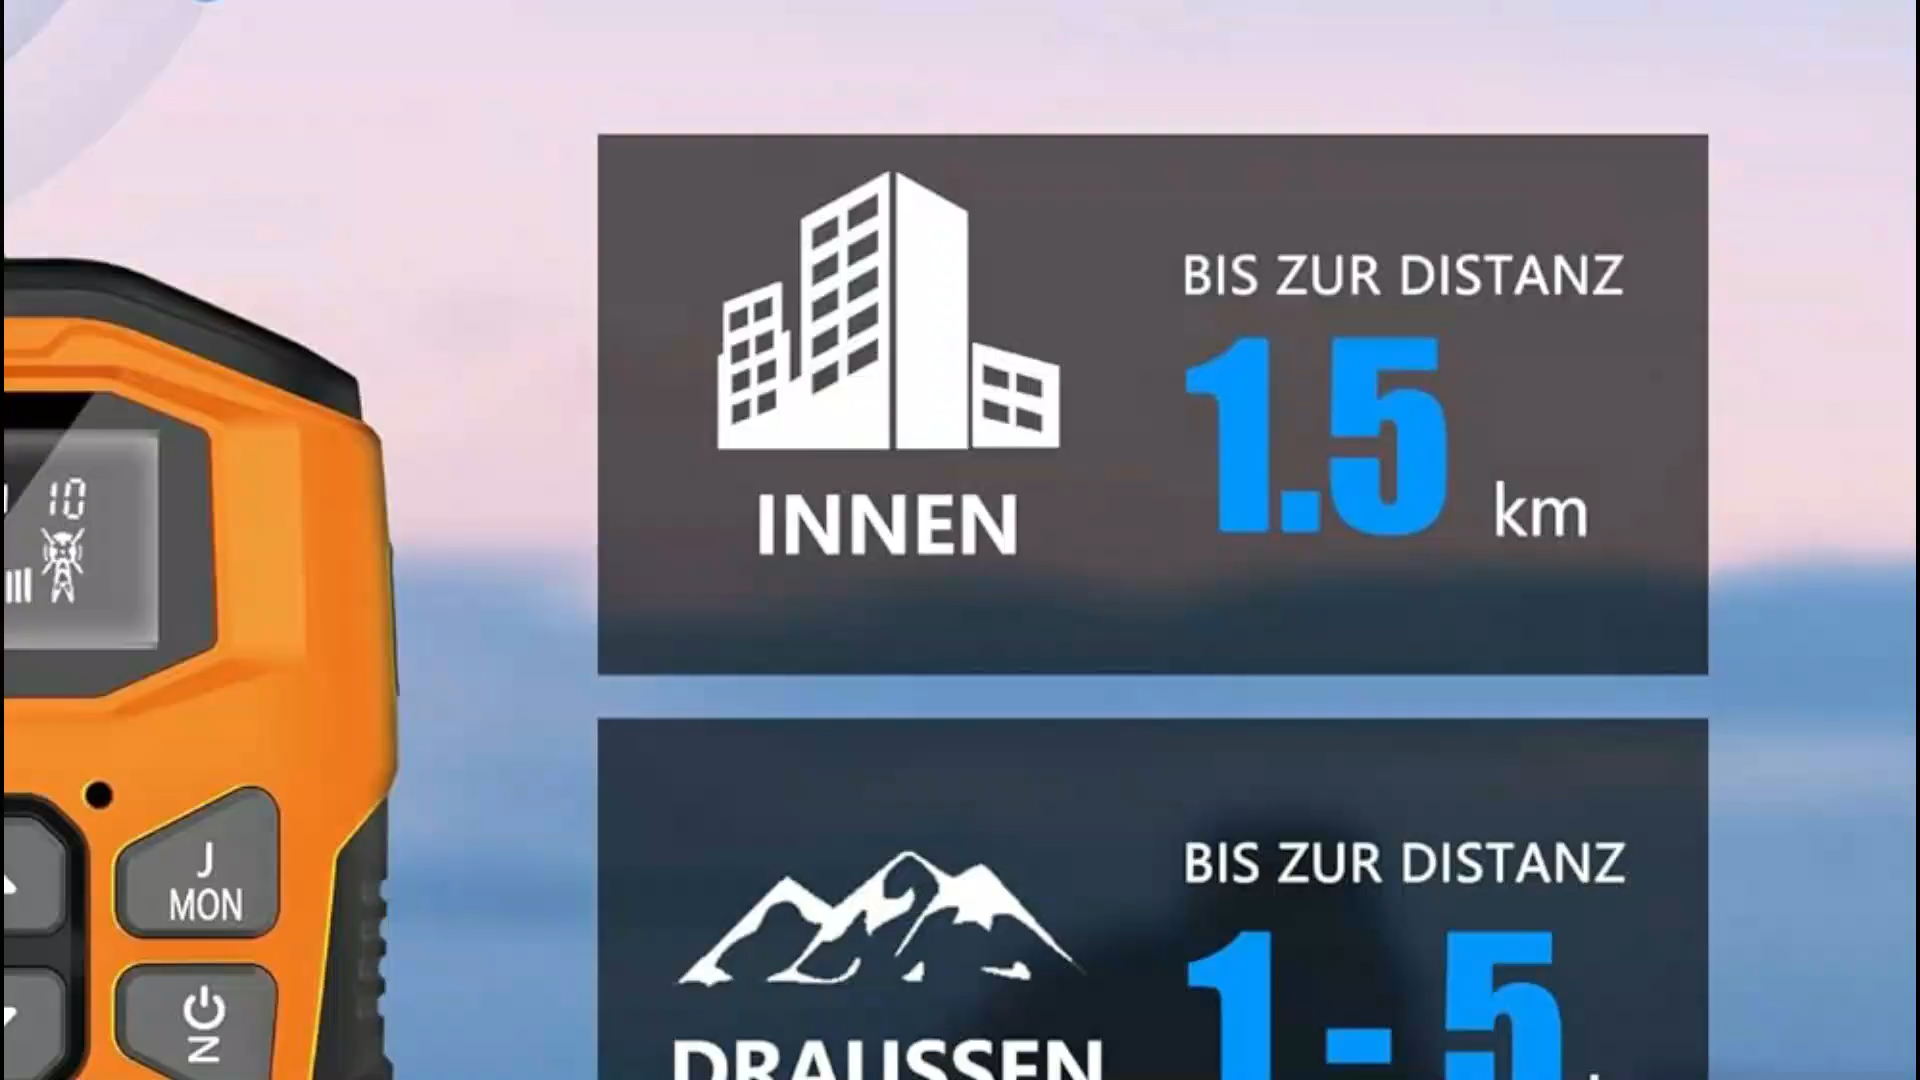 BIS ZUR DISTANZ
1.5 km
INNEN
10
J
MON
BIS ZUR DISTANZ
1 - 5
DRAUSSEN